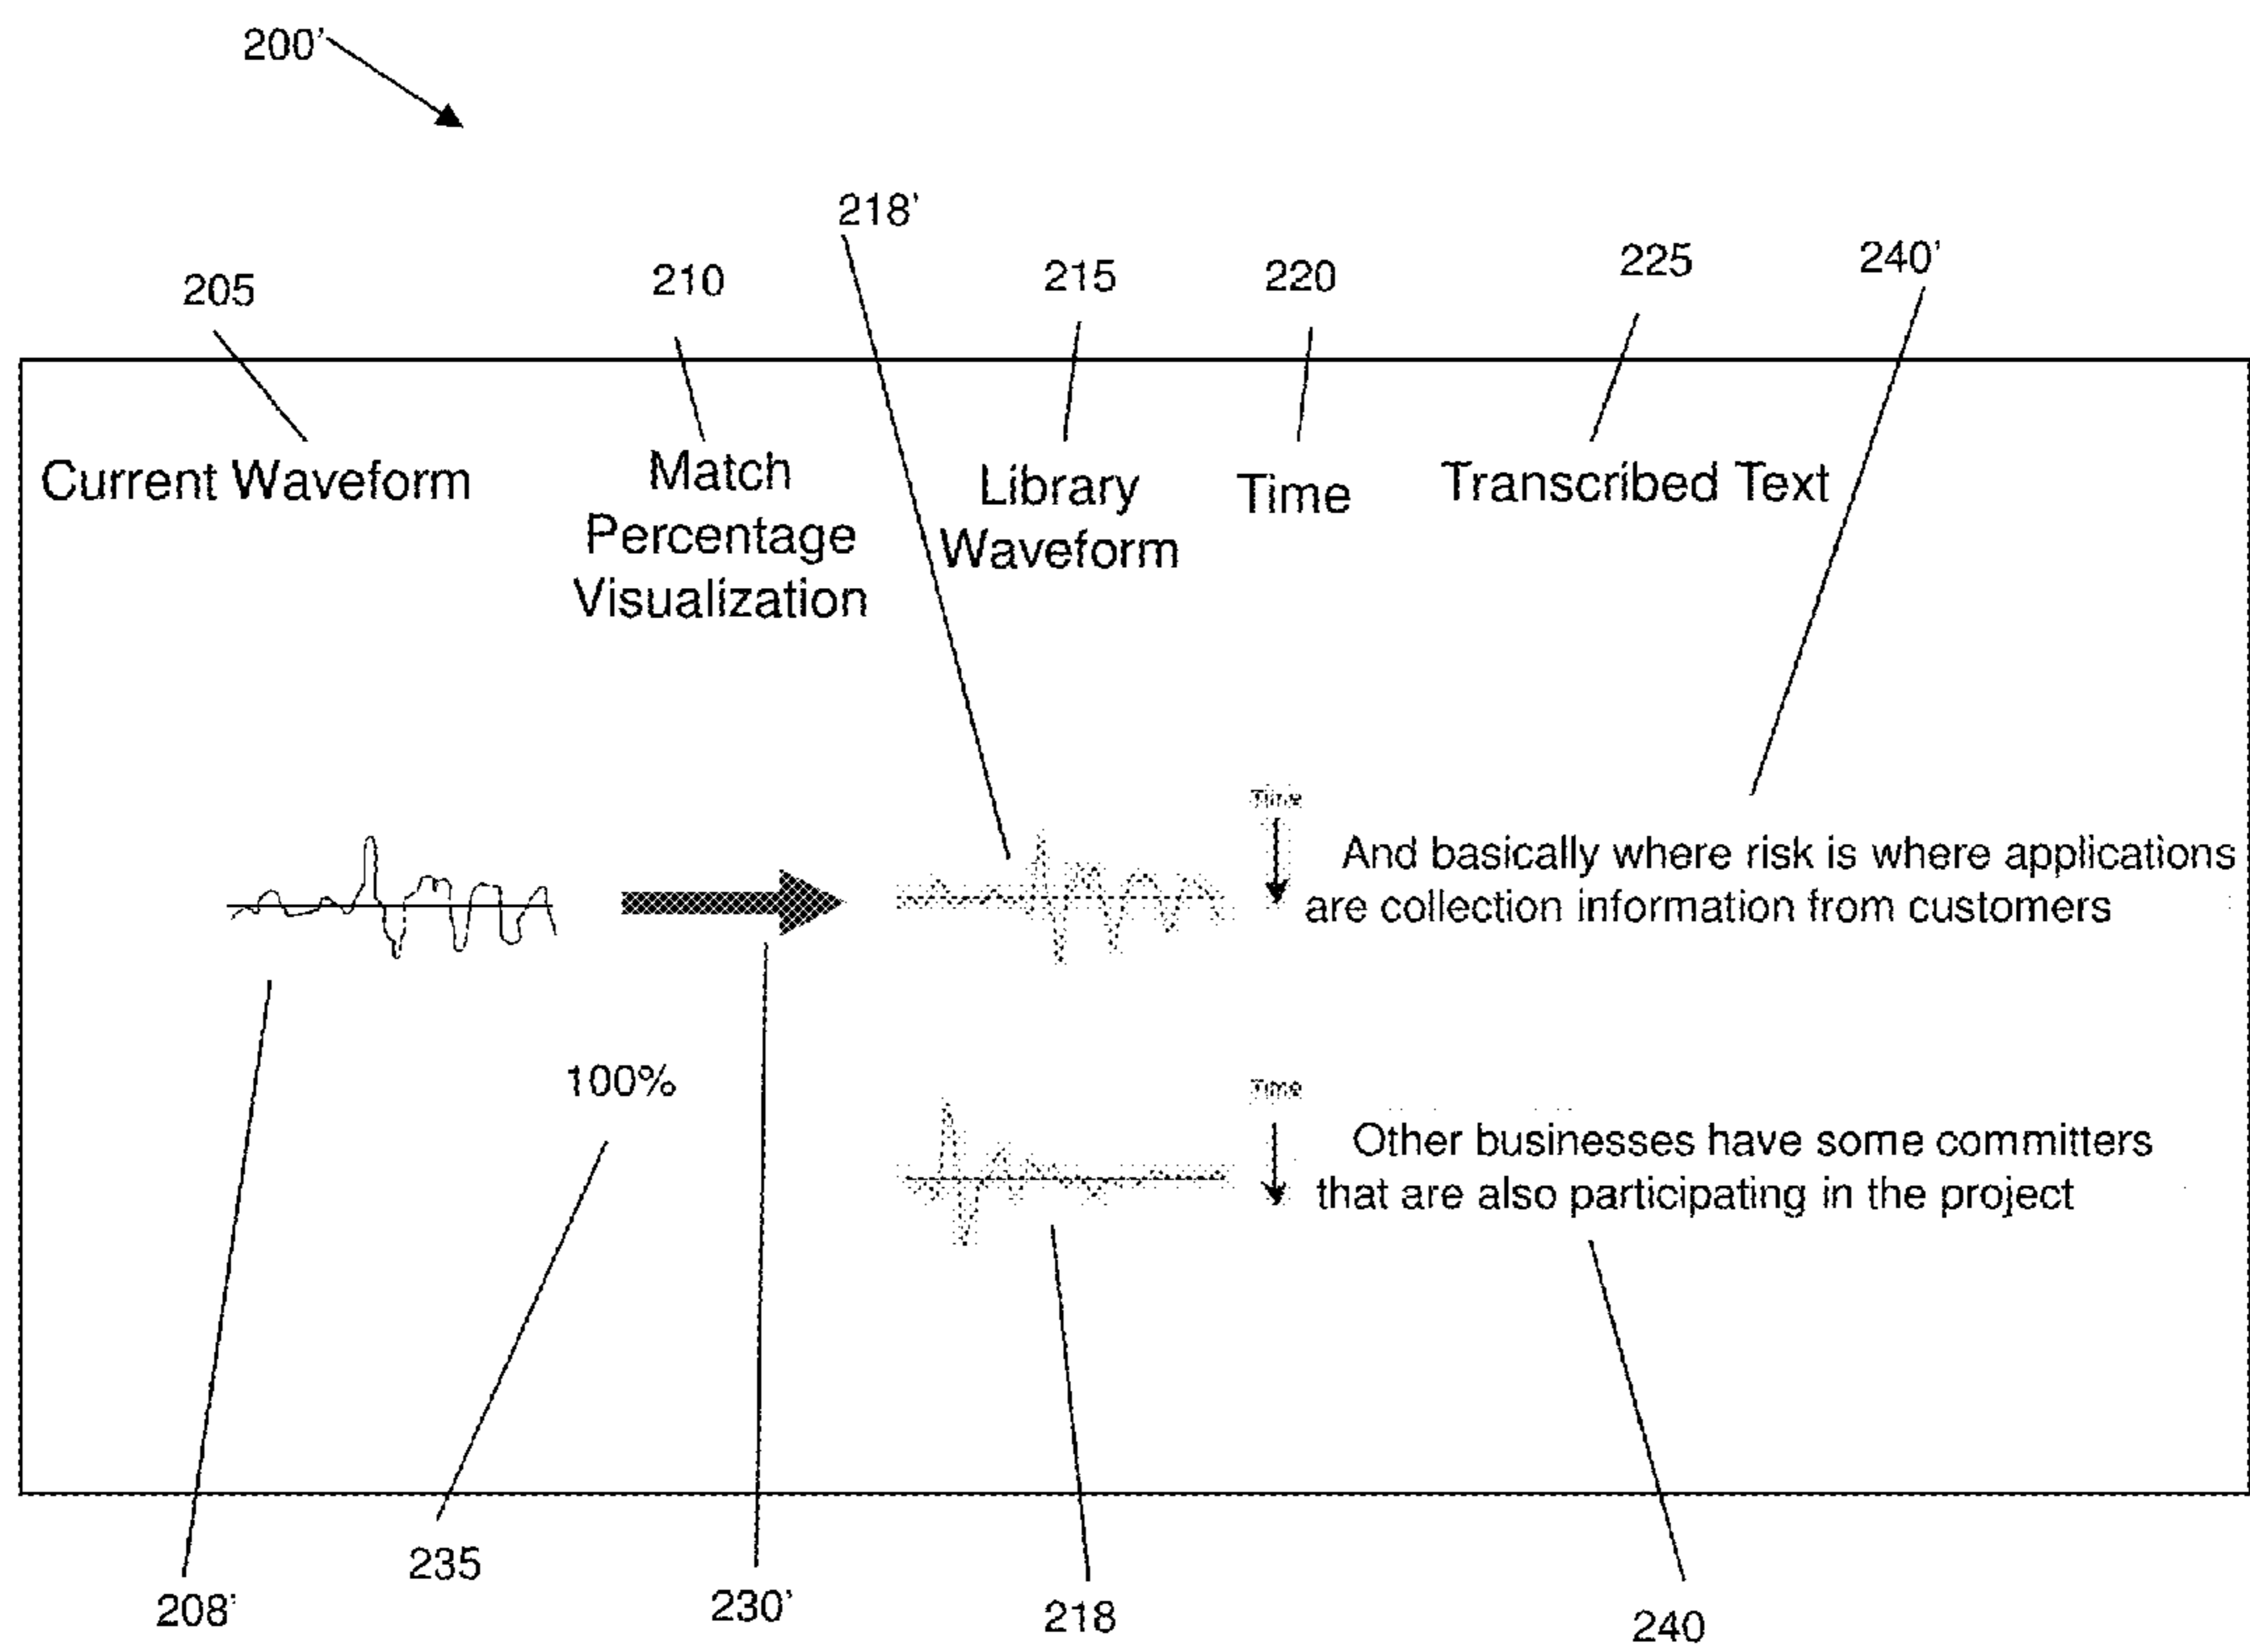 200'
218'
205
210
215
220
225
240'
Current Waveform
Match
Percentage
Visualization
Library
Waveform
Time
Transcribed Text
Time
And basically where risk is where applications
are collection information from customers
100%
Time
Other businesses have some committers
that are also participating in the project
208'
235
230'
218
240